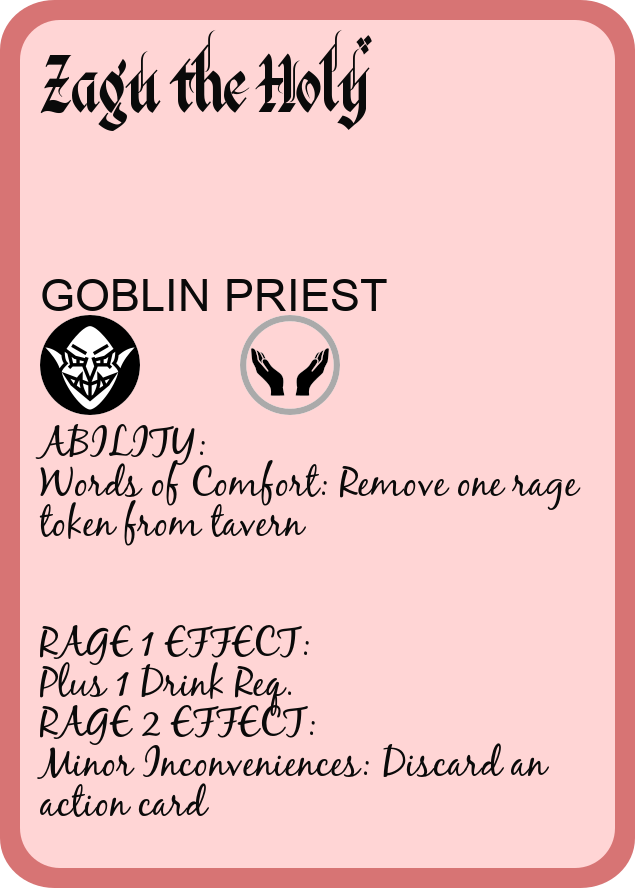 Zagu the Holy
GOBLIN PRIEST
ABILITY:
Words of Comfort: Remove one rage
token from tavern
RAGE 1 EFFECT:
Plus 1 Drink Req.
RAGE 2 EFFECT:
Minor Inconveniences: Discard an
action card